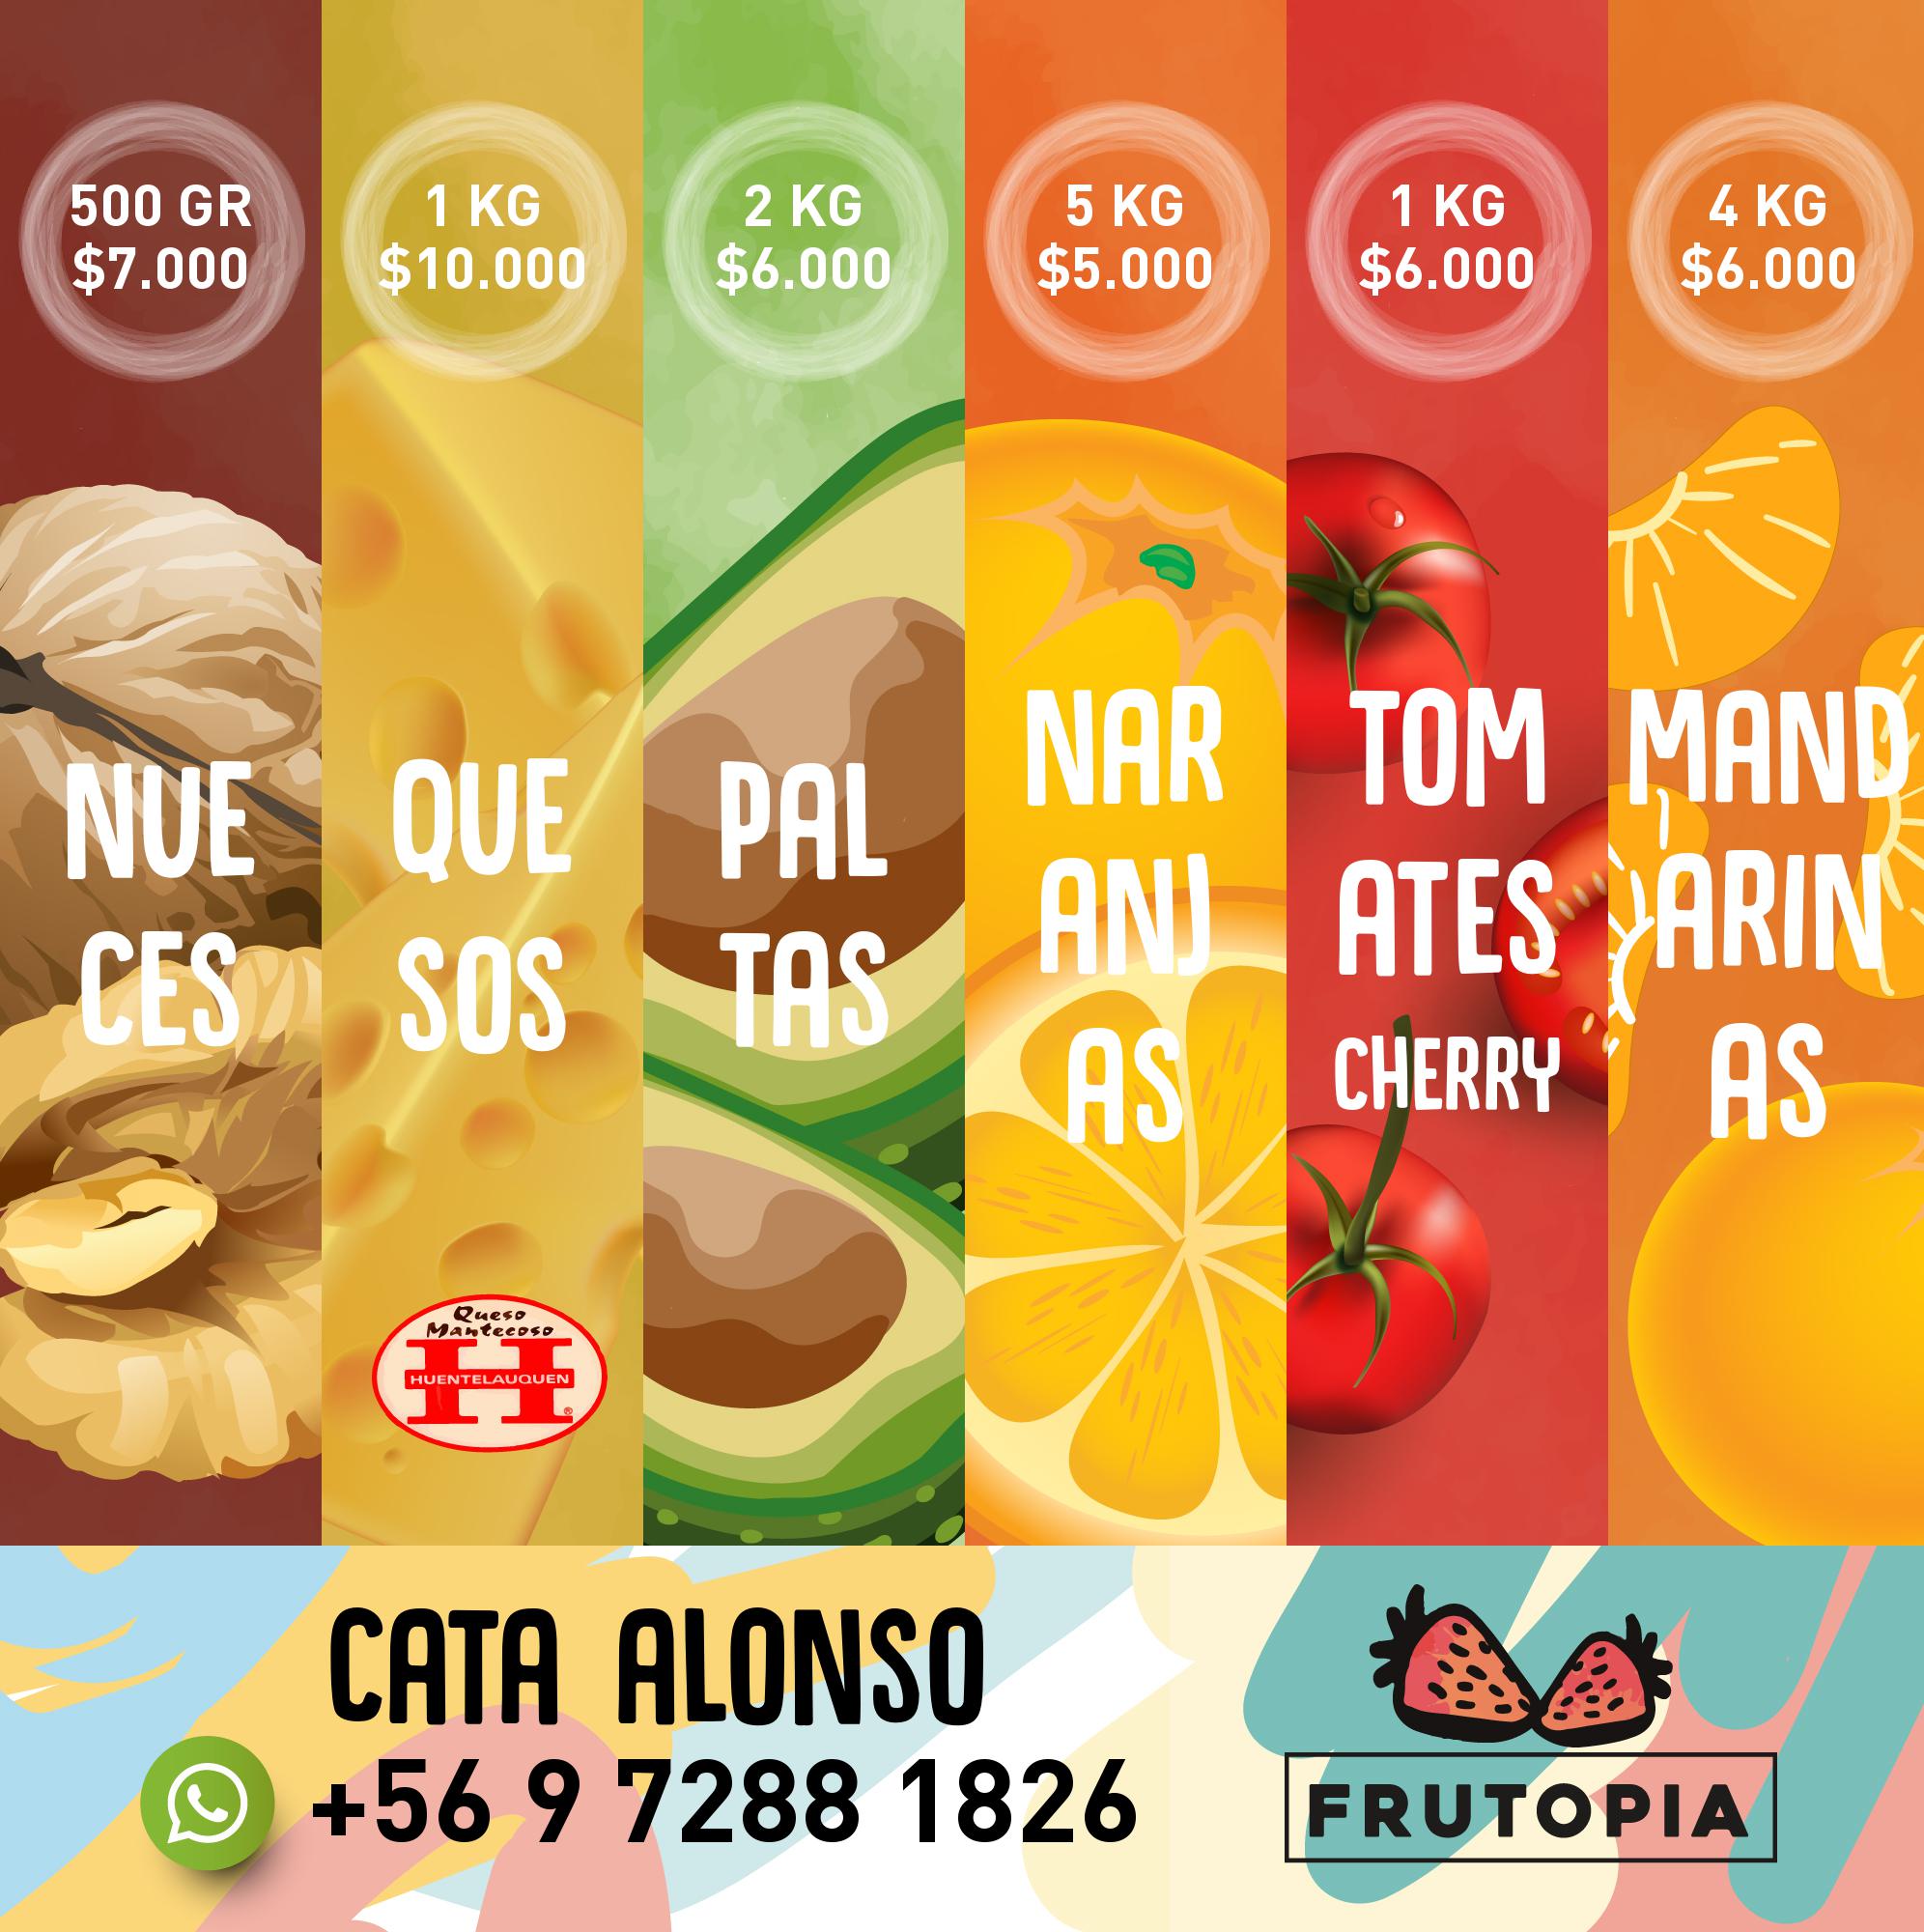 500 GR
$7.000
NUE
CES
1 KG
$10.000
QUE
SOS
Queso
Mantecoso
H
HUENTELAUQUEN
®
2 KG
$6.000
PAL
TAS
5 KG
$5.000
NAR
ANJ
AS
1 KG
$6.000
TOM
ATES
CHERRY
4 KG
$6.000
MAND
ARIN
AS
CATA ALONSO
+56 9 7288 1826
FRUTOPIA